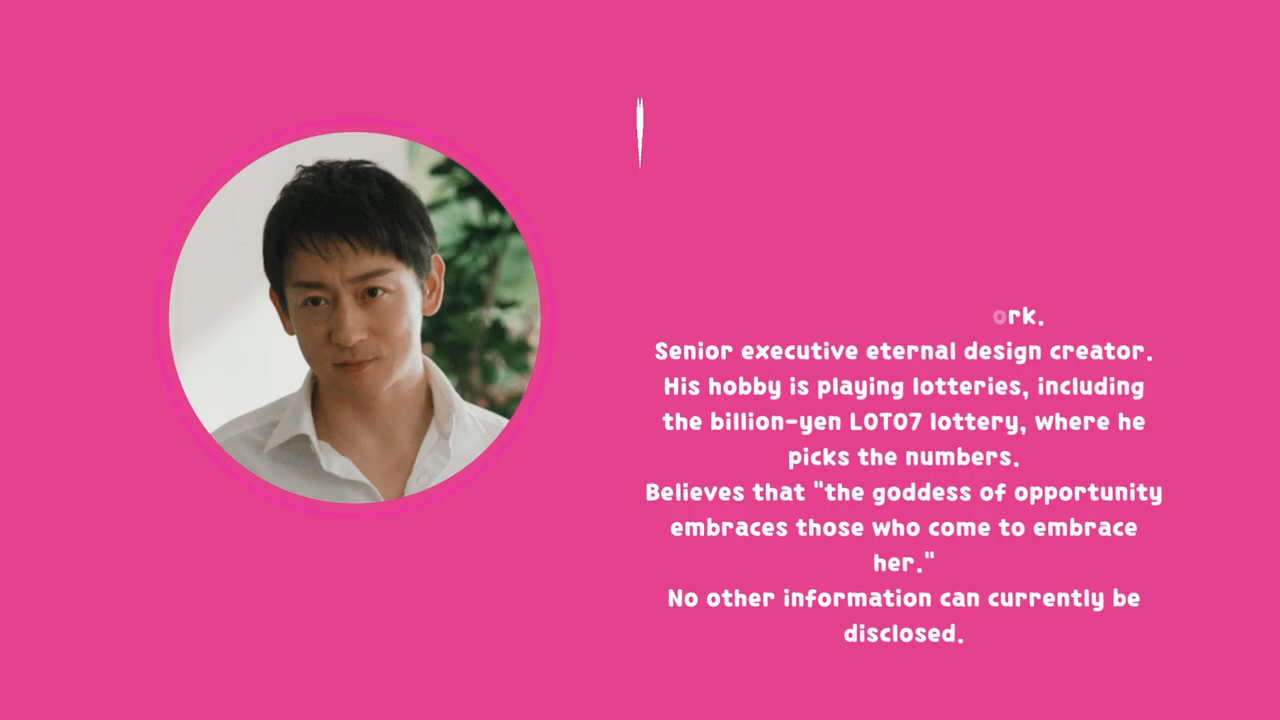 ork.
Senior executive eternal design creator.
His hobby is playing lotteries, including
the billion-yen LOTO7 lottery, where he
picks the numbers.
Believes that "the goddess of opportunity
embraces those who come to embrace
her."
No other information can currently be
disclosed.